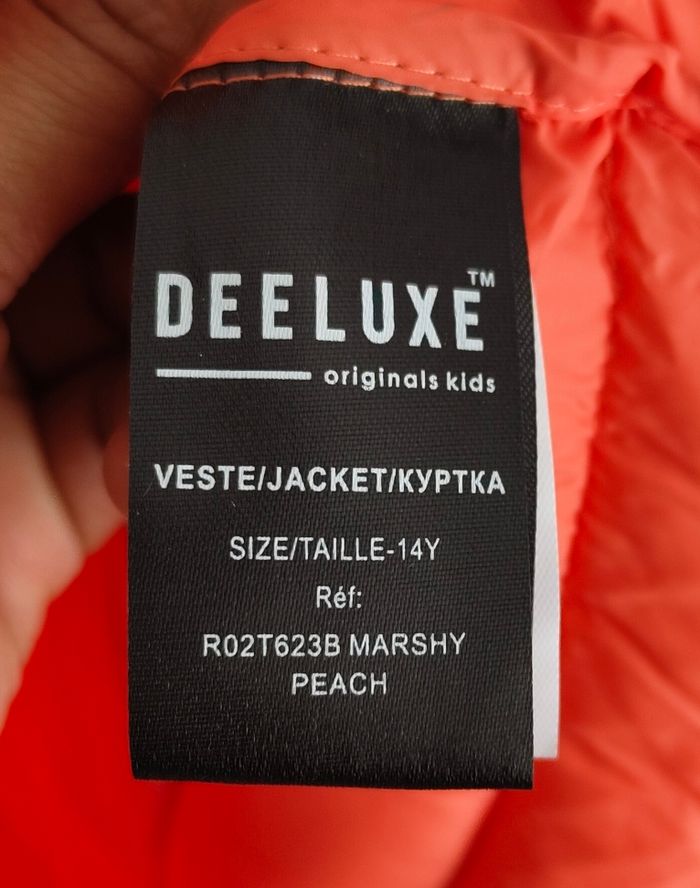 DEELUXE™
originals kids
VESTE/JACKET/КУРТКА
SIZE/TAILLE-14Y
Réf:
R02T623B MARSHY
PEACH